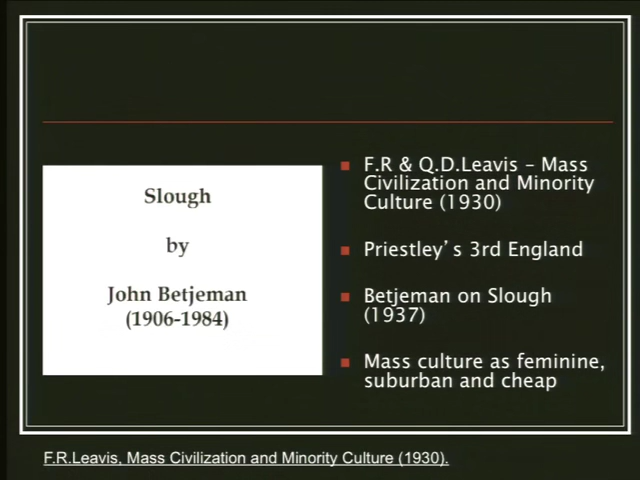 Slough
by
John Betjeman
(1906-1984)
F.R & Q.D.Leavis – Mass
Civilization and Minority
Culture (1930)
Priestley's 3rd England
Betjeman on Slough
(1937)
Mass culture as feminine,
suburban and cheap
F.R.Leavis, Mass Civilization and Minority Culture (1930).